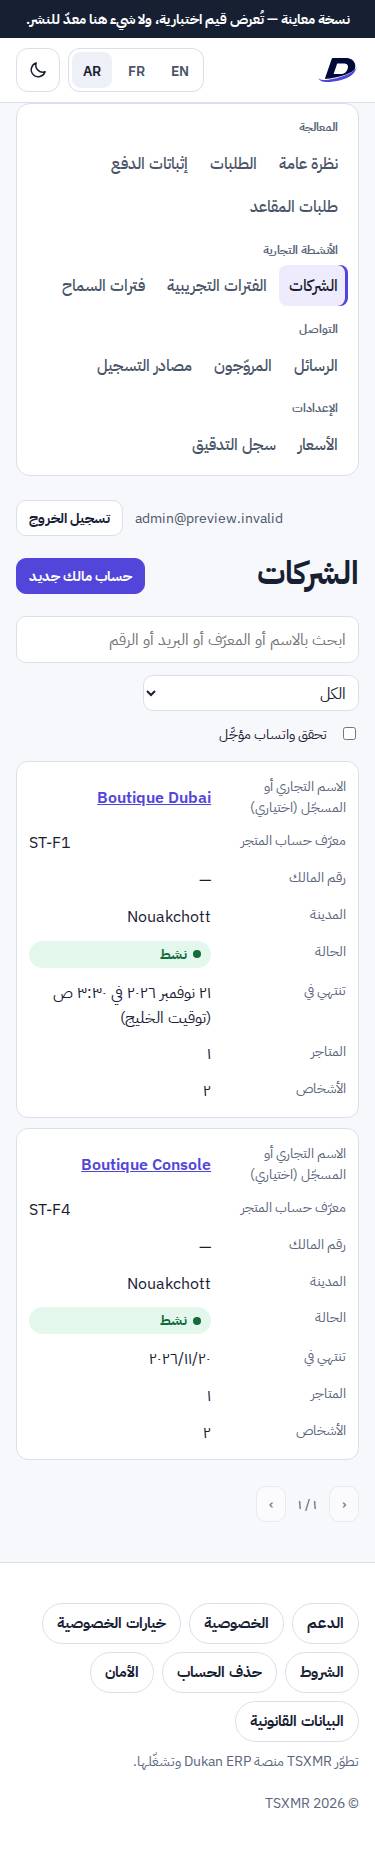 نسخة معاينة — تُعرض قيم اختبارية، ولا شيء هنا معدّ للنشر.
AR FR EN
المعالجة
نظرة عامة الطلبات إثباتات الدفع
طلبات المقاعد
الأنشطة التجارية
الشركات الفترات التجريبية فترات السماح
التواصل
الرسائل المروّجون مصادر التسجيل
الإعدادات
الأسعار سجل التدقيق
admin@preview.invalid تسجيل الخروج
الشركات حساب مالك جديد
ابحث بالاسم أو المعرّف أو البريد أو الرقم
الكل
تحقق واتساب مؤجَّل
الاسم التجاري أو المسجّل (اختياري) Boutique Dubai
معرّف حساب المتجر ST-F1
رقم المالك —
المدينة Nouakchott
الحالة نشط
تنتهي في ٢١ نوفمبر ٢٠٢٦ في ٣:٣٠ ص (توقيت الخليج)
المتاجر ١
الأشخاص ٢
الاسم التجاري أو المسجّل (اختياري) Boutique Console
معرّف حساب المتجر ST-F4
رقم المالك —
المدينة Nouakchott
الحالة نشط
تنتهي في ٢٠٢٦/١١/٢٠
المتاجر ١
الأشخاص ٢
‹ ١ / ١ ›
الدعم الخصوصية خيارات الخصوصية
الشروط حذف الحساب الأمان
البيانات القانونية
تطوّر TSXMR منصة Dukan ERP وتشغّلها.
© 2026 TSXMR